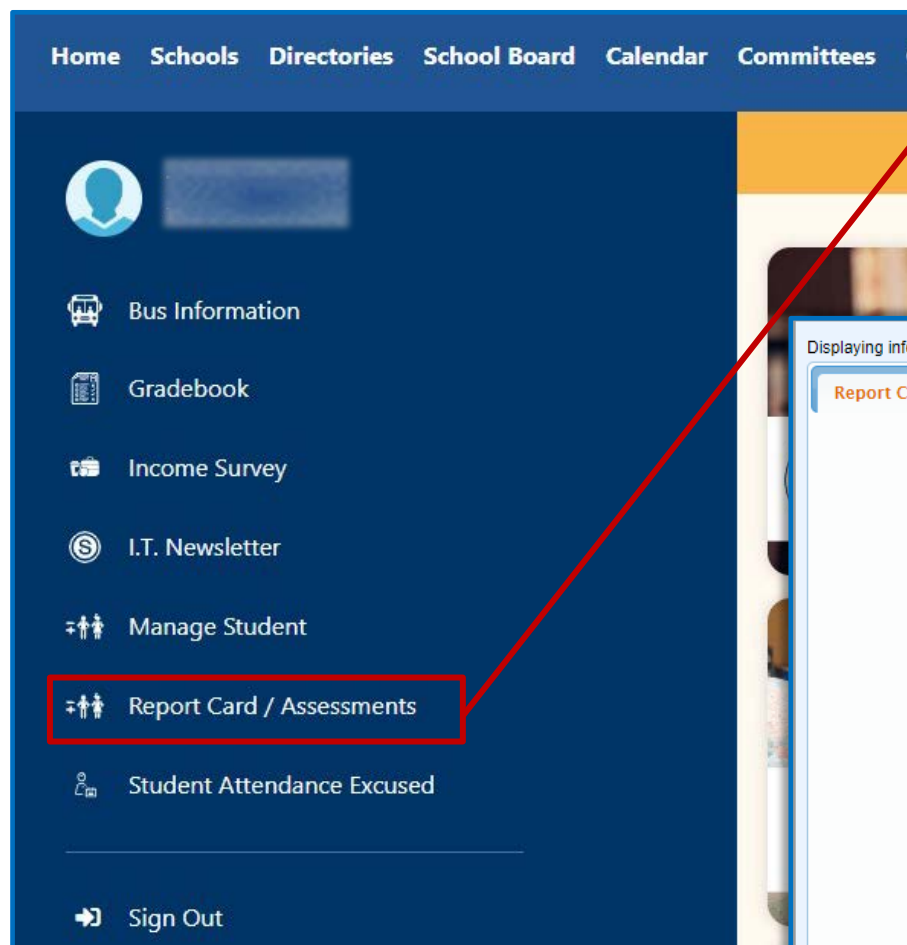 Home Schools Directories School Board Calendar Committees
Bus Information
Gradebook
Income Survey
I.T. Newsletter
Manage Student
Report Card / Assessments
Student Attendance Excused
Sign Out
Displaying
Report